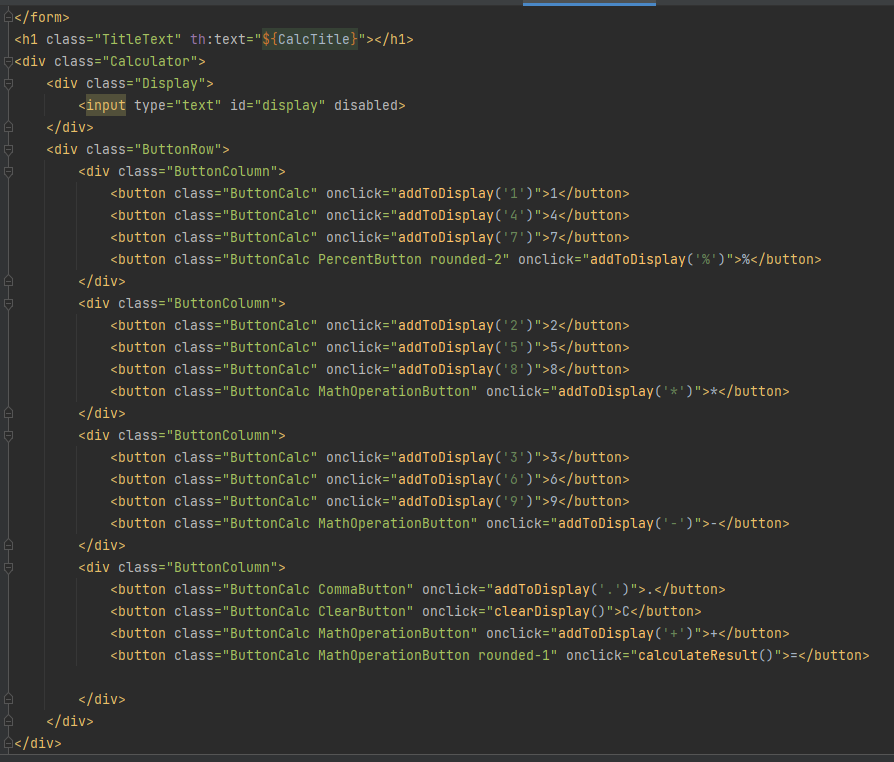 </form>
<h1 class="TitleText" th:text="${CalcTitle}"></h1>
<div class="Calculator">
    <div class="Display">
        <input type="text" id="display" disabled>
    </div>
    <div class="ButtonRow">
        <div class="ButtonColumn">
            <button class="ButtonCalc" onclick="addToDisplay('1')">1</button>
            <button class="ButtonCalc" onclick="addToDisplay('4')">4</button>
            <button class="ButtonCalc" onclick="addToDisplay('7')">7</button>
            <button class="ButtonCalc PercentButton rounded-2" onclick="addToDisplay('%')">%</button>
        </div>
        <div class="ButtonColumn">
            <button class="ButtonCalc" onclick="addToDisplay('2')">2</button>
            <button class="ButtonCalc" onclick="addToDisplay('5')">5</button>
            <button class="ButtonCalc" onclick="addToDisplay('8')">8</button>
            <button class="ButtonCalc MathOperationButton" onclick="addToDisplay('*')">*</button>
        </div>
        <div class="ButtonColumn">
            <button class="ButtonCalc" onclick="addToDisplay('3')">3</button>
            <button class="ButtonCalc" onclick="addToDisplay('6')">6</button>
            <button class="ButtonCalc" onclick="addToDisplay('9')">9</button>
            <button class="ButtonCalc MathOperationButton" onclick="addToDisplay('-')">-</button>
        </div>
        <div class="ButtonColumn">
            <button class="ButtonCalc CommaButton" onclick="addToDisplay('.')">.</button>
            <button class="ButtonCalc ClearButton" onclick="clearDisplay()">C</button>
            <button class="ButtonCalc MathOperationButton" onclick="addToDisplay('+')">+</button>
            <button class="ButtonCalc MathOperationButton rounded-1" onclick="calculateResult()">=</button>

        </div>
    </div>
</div>